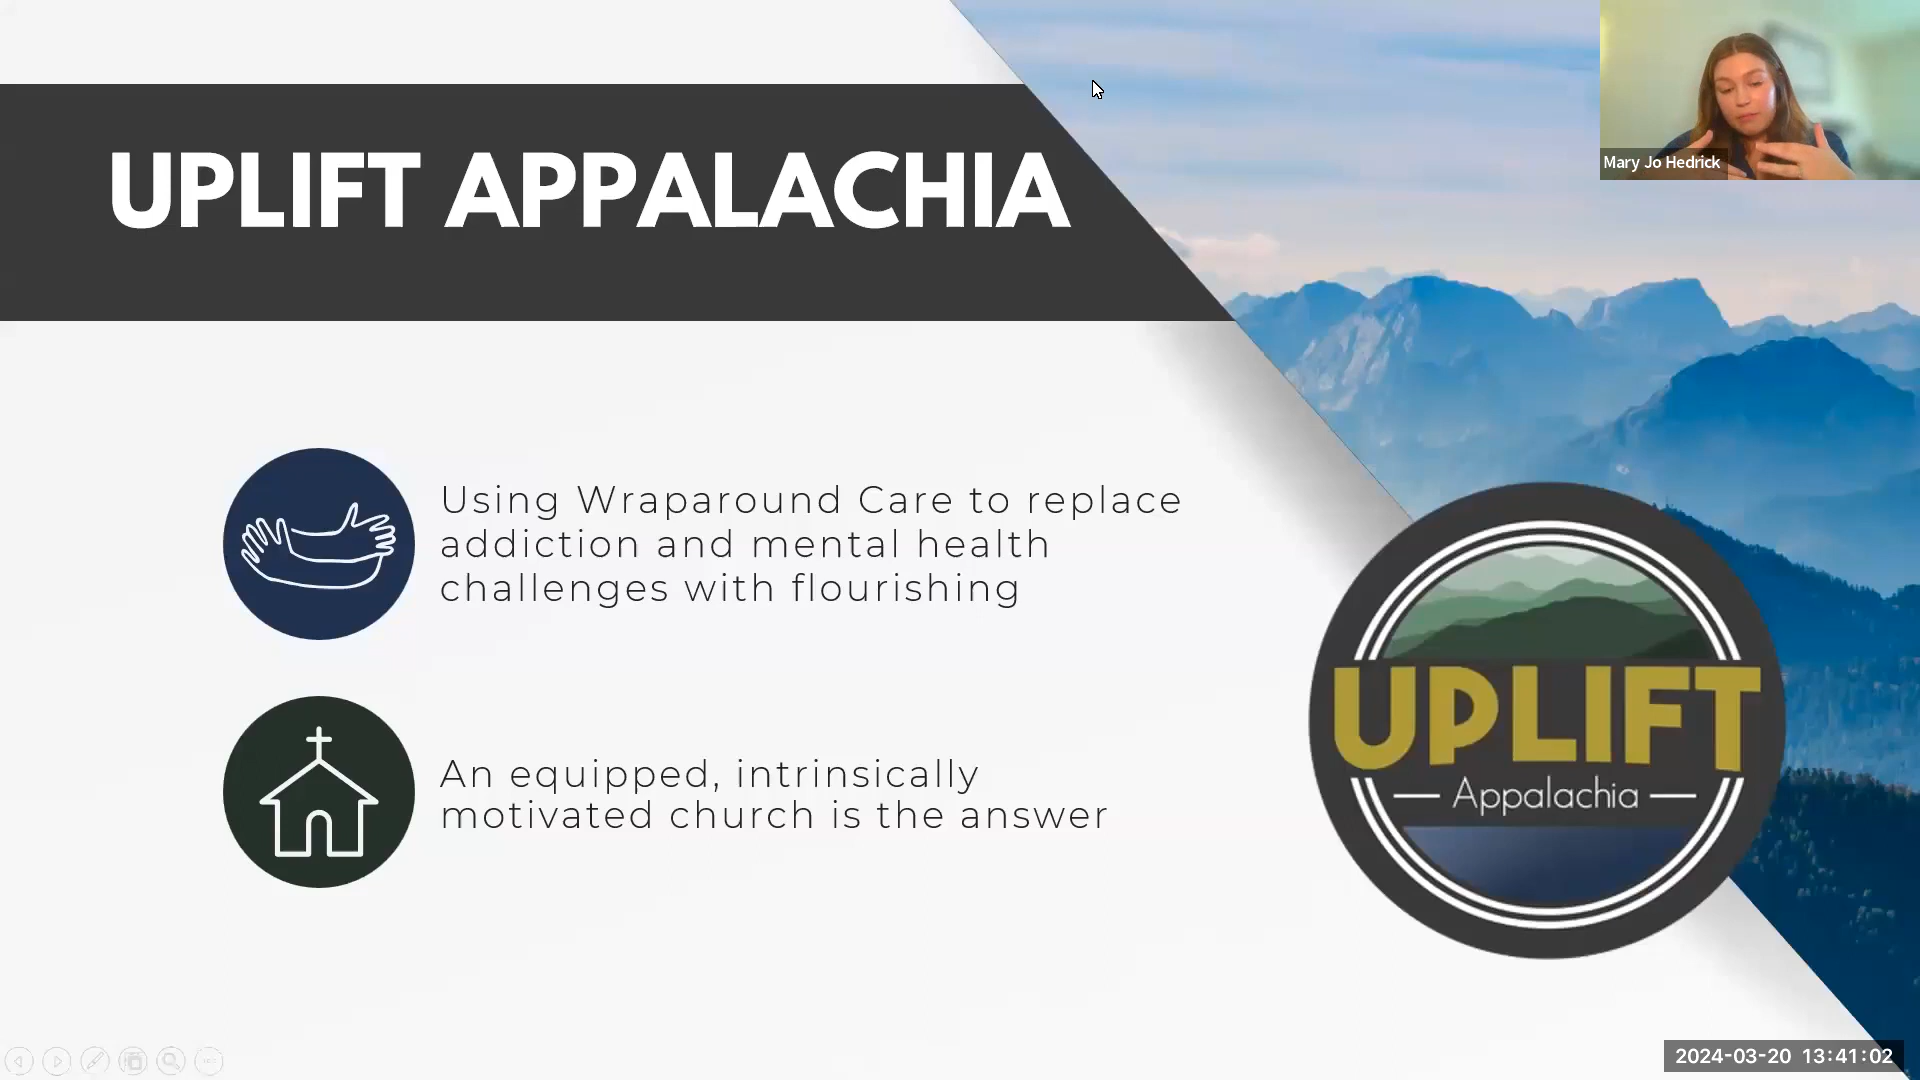 UPLIFT APPALACHIA
Mary Jo Hedrick
Using Wraparound Care to replace
addiction and mental health
challenges with flourishing
An equipped, intrinsically
motivated church is the answer
UPLIFT
Appalachia
2024-03-20 13:41:02